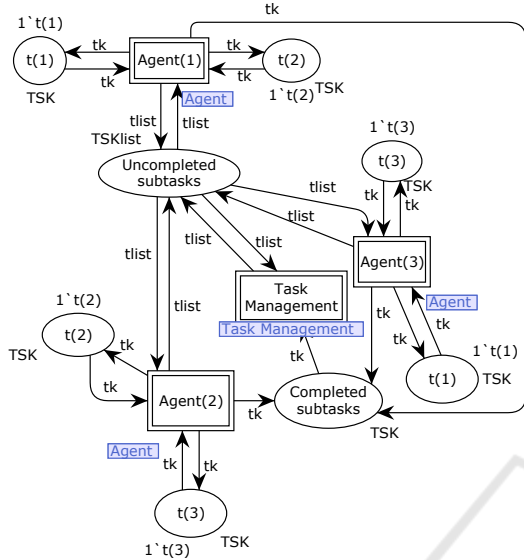 tk
1`t(1)
1`t(3)
tk
tk
t(1)
Agent(1)
t(2)
tk
tk
TSK
1`t(2)
TSK
Agent
tlist
tlist
TSKlist
1`t(3)
Uncompleted
subtasks
t(3)
TSK
tlist
tk
tk
tlist
tlist
tlist
tlist
Agent(3)
1`t(2)
tlist
Task
Management
Agent
Task Management
t(2)
TSK
tk
tk
tk
tk
tk
1`t(1)
t(1)
TSK
tk
Agent(2)
tk
Completed
subtasks
TSK
Agent
tk
tk
t(3)
1`t(3)
TSK